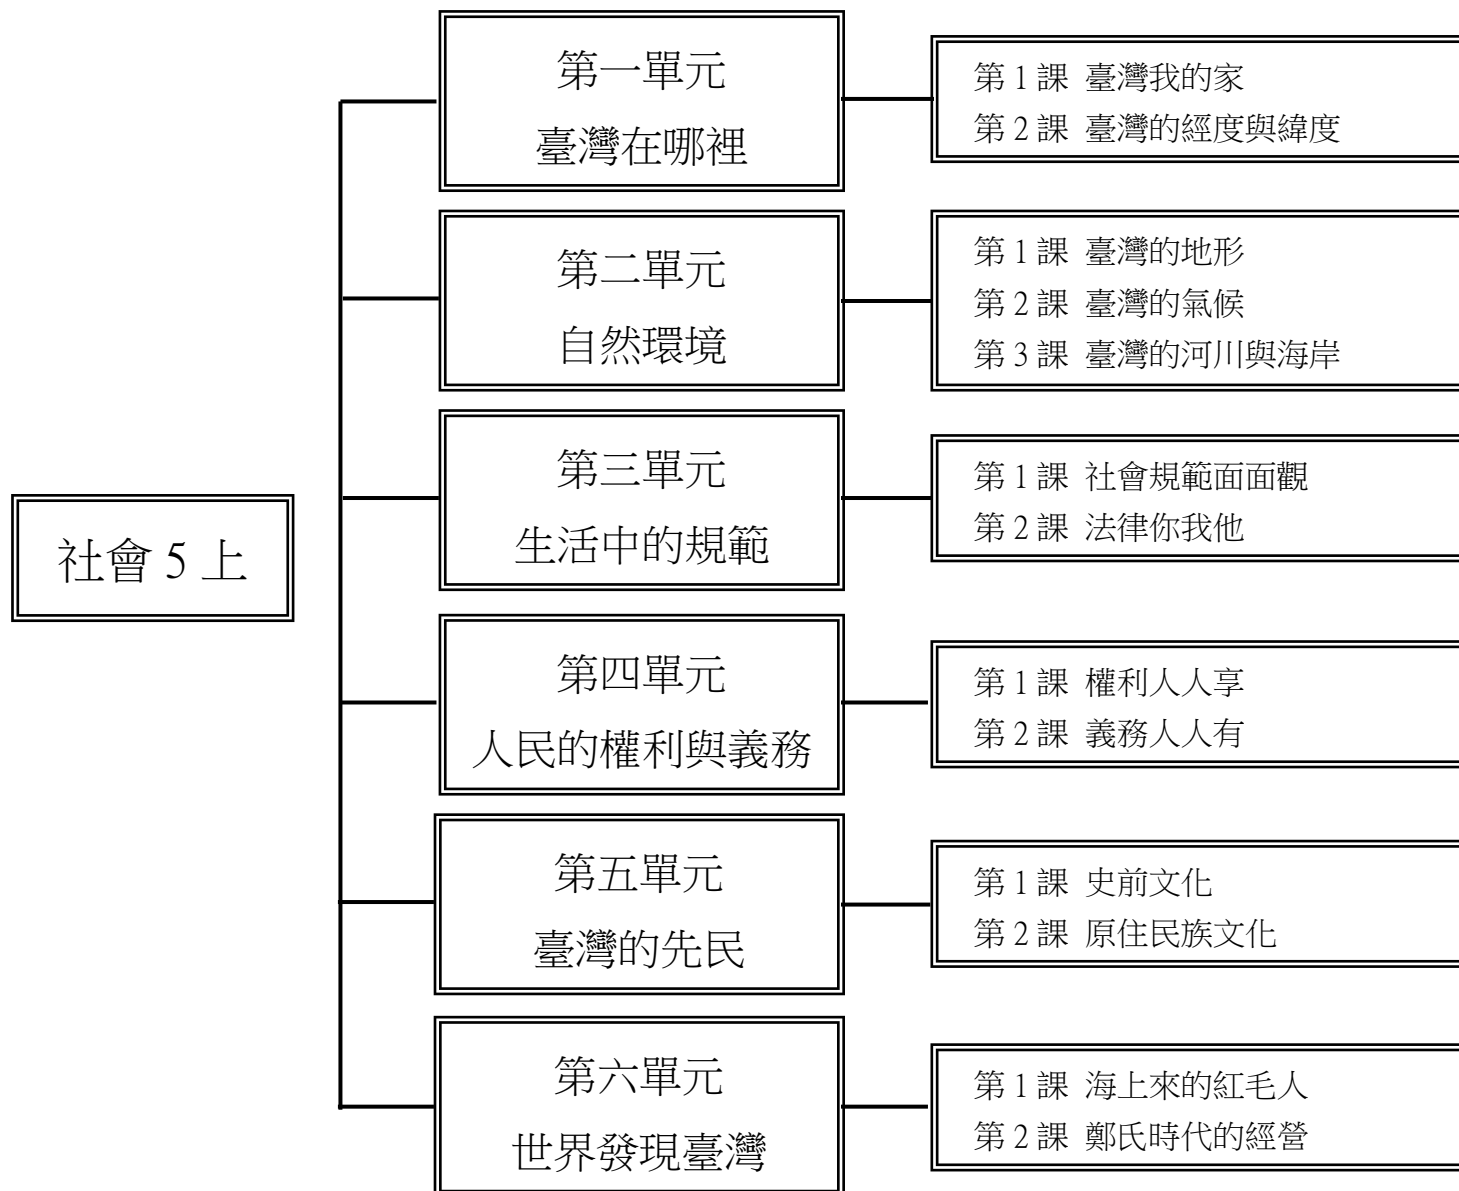 社會 5 上
第一單元
臺灣在哪裡
第 1 課 臺灣我的家
第 2 課 臺灣的經度與緯度
第二單元
自然環境
第 1 課 臺灣的地形
第 2 課 臺灣的氣候
第 3 課 臺灣的河川與海岸
第三單元
生活中的規範
第 1 課 社會規範面面觀
第 2 課 法律你我他
第四單元
人民的權利與義務
第 1 課 權利人人享
第 2 課 義務人人有
第五單元
臺灣的先民
第 1 課 史前文化
第 2 課 原住民族文化
第六單元
世界發現臺灣
第 1 課 海上來的紅毛人
第 2 課 鄭氏時代的經營